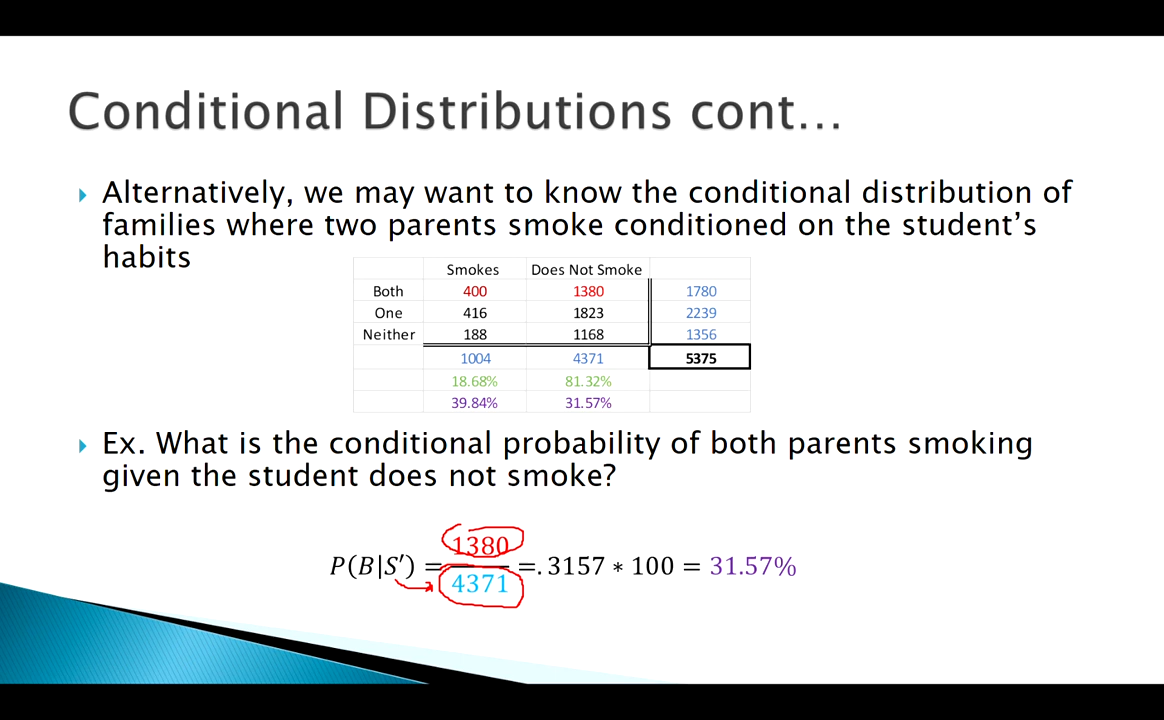 Conditional Distributions cont...
Alternatively, we may want to know the conditional distribution of
families where two parents smoke conditioned on the student's
habits
Smokes Does Not Smoke
Both 400 1380 1780
One 416 1823 2239
Neither 188 1168 1356
1004 4371 5375
18.68% 81.32%
39.84% 31.57%
Ex. What is the conditional probability of both parents smoking
given the student does not smoke?
P(B|S′) = 1380/4371 =. 3157 ∗ 100 = 31.57%